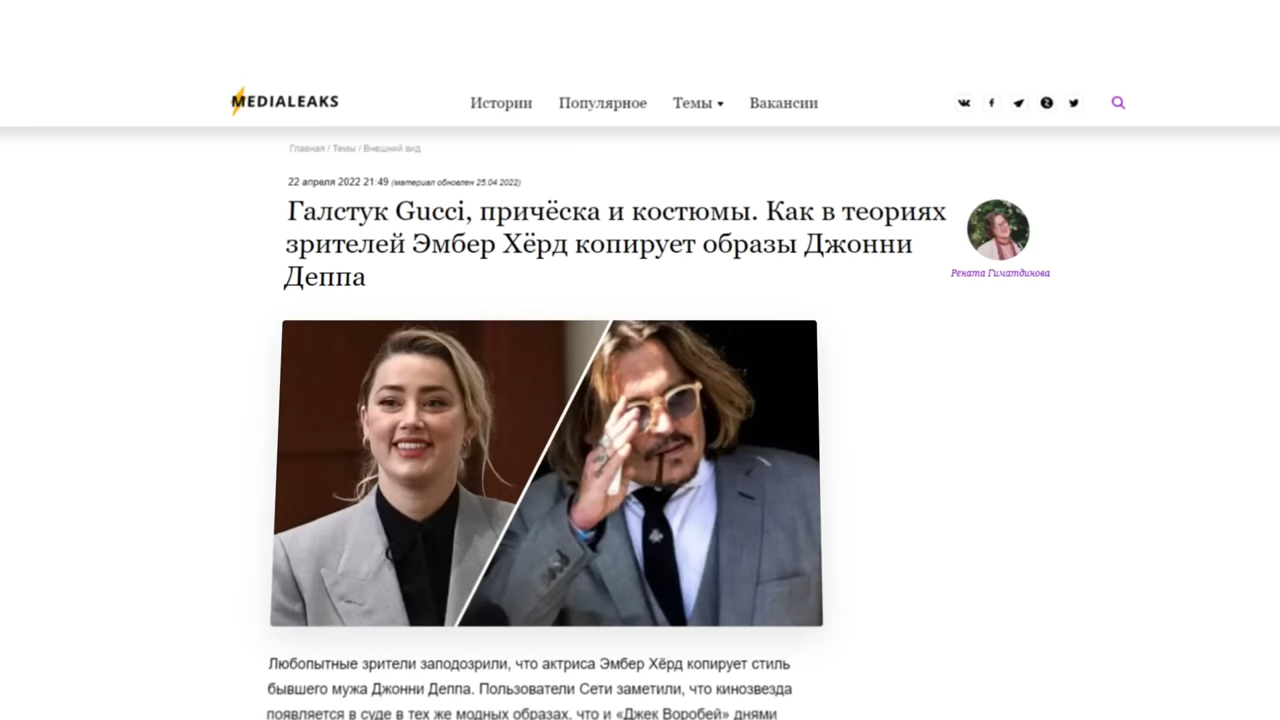 MEDIALEAKS
Истории Популярное Темы Вакансии
Главная / Темы / Внешний вид
22 апреля 2022 21:49 (материал обновлен 25.04.2022)
Галстук Gucci, причёска и костюмы. Как в теориях
зрителей Эмбер Хёрд копирует образы Джонни
Деппа
Рената Гиматдинова
Любопытные зрители заподозрили, что актриса Эмбер Хёрд копирует стиль
бывшего мужа Джонни Деппа. Пользователи Сети заметили, что кинозвезда
появляется в суде в тех же модных образах, что и «Джек Воробей» днями